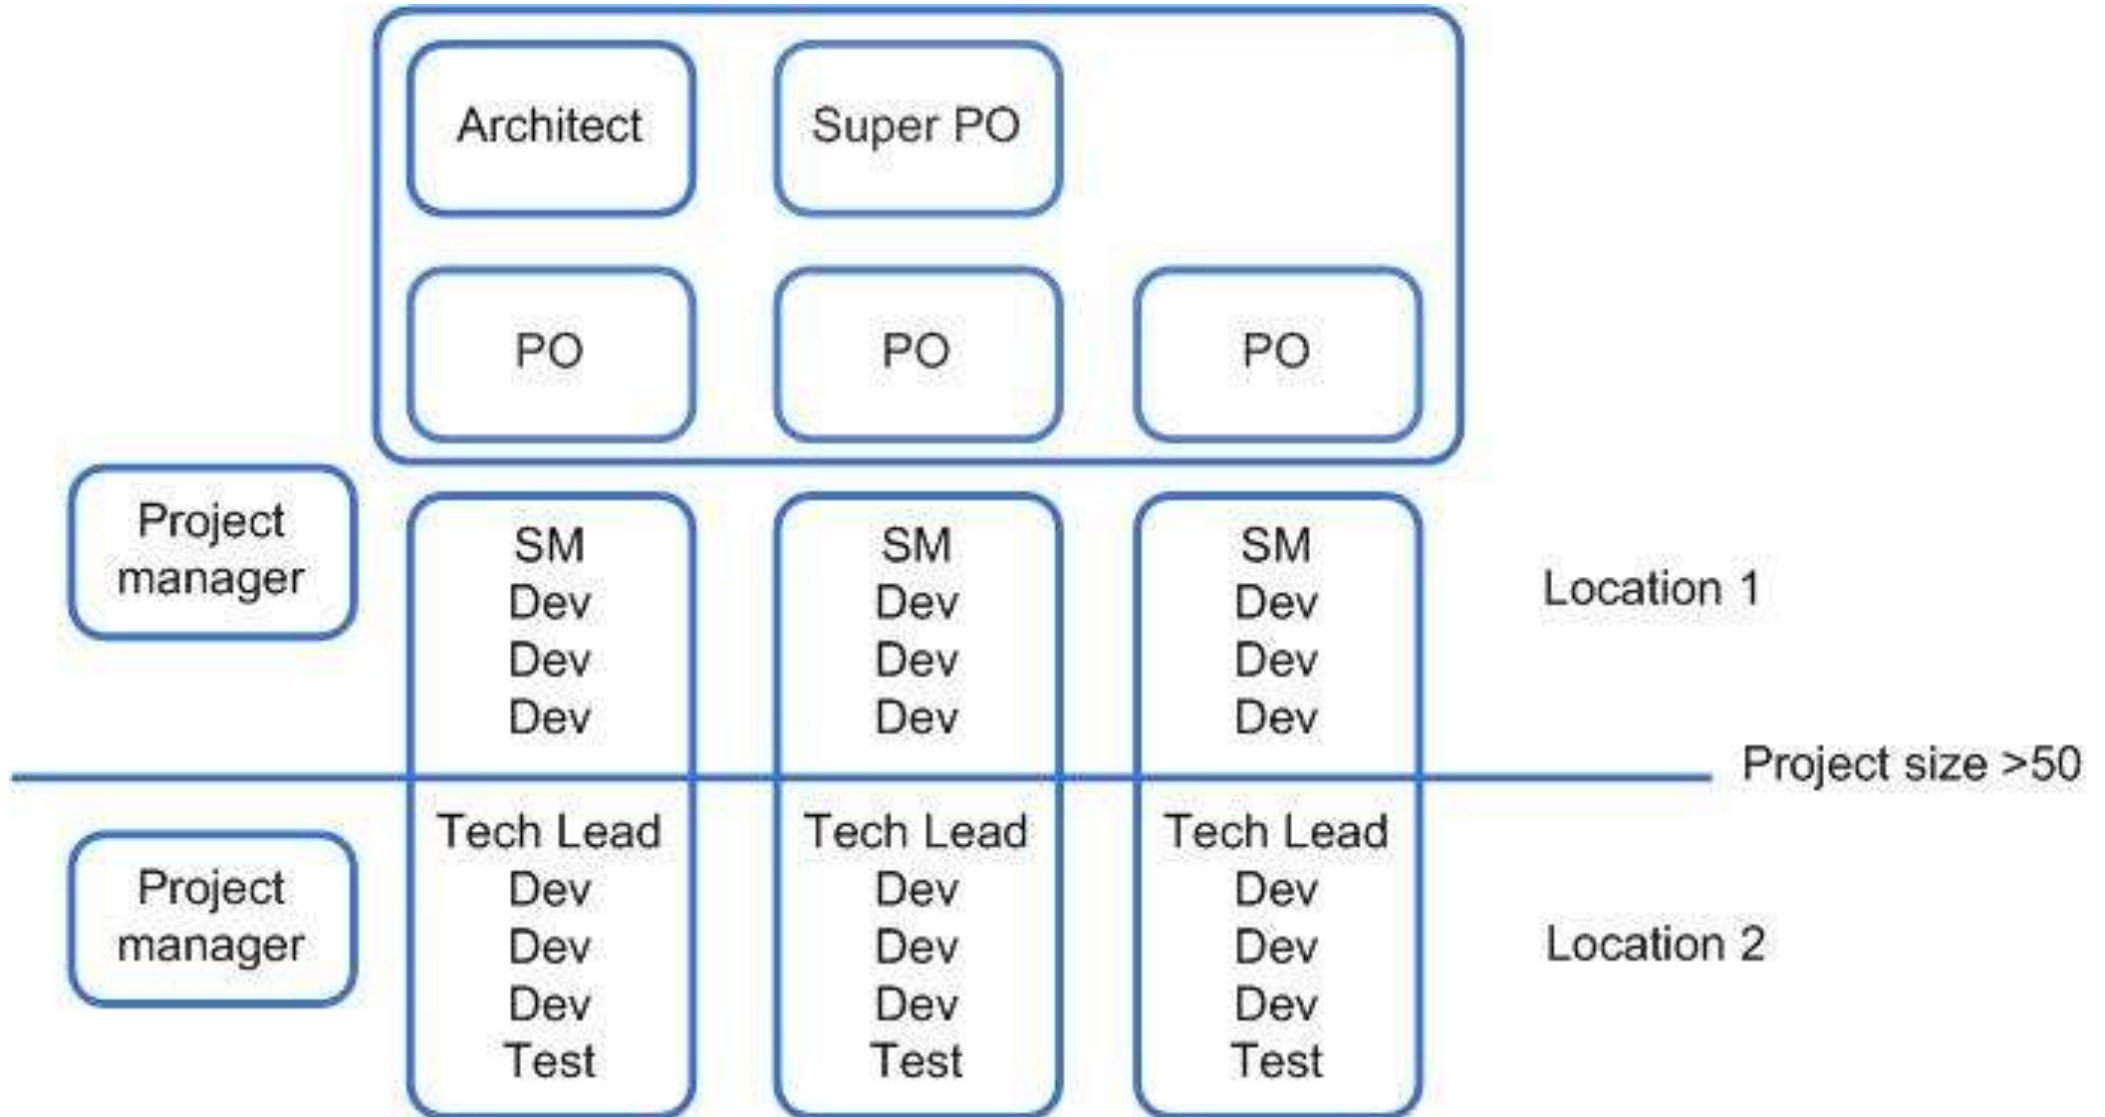 Architect
Super PO
PO
PO
PO
Project
manager
SM
Dev
Dev
Dev
SM
Dev
Dev
Dev
SM
Dev
Dev
Dev
Location 1
Project size >50
Project
manager
Tech Lead
Dev
Dev
Dev
Test
Tech Lead
Dev
Dev
Dev
Test
Tech Lead
Dev
Dev
Dev
Test
Location 2